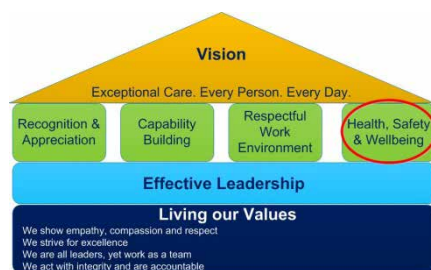 Vision
Exceptional Care. Every Person. Every Day.
Recognition &
Appreciation
Capability
Building
Respectful
Work
Environment
Health, Safety
& Wellbeing
Effective Leadership
Living our Values
We show empathy, compassion and respect
We strive for excellence
We are all leaders, yet work as a team
We act with integrity and are accountable